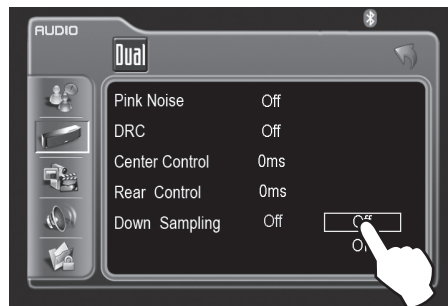 AUDIO
Dual
Pink Noise Off
DRC Off
Center Control 0ms
Rear Control 0ms
Down Sampling Off Off